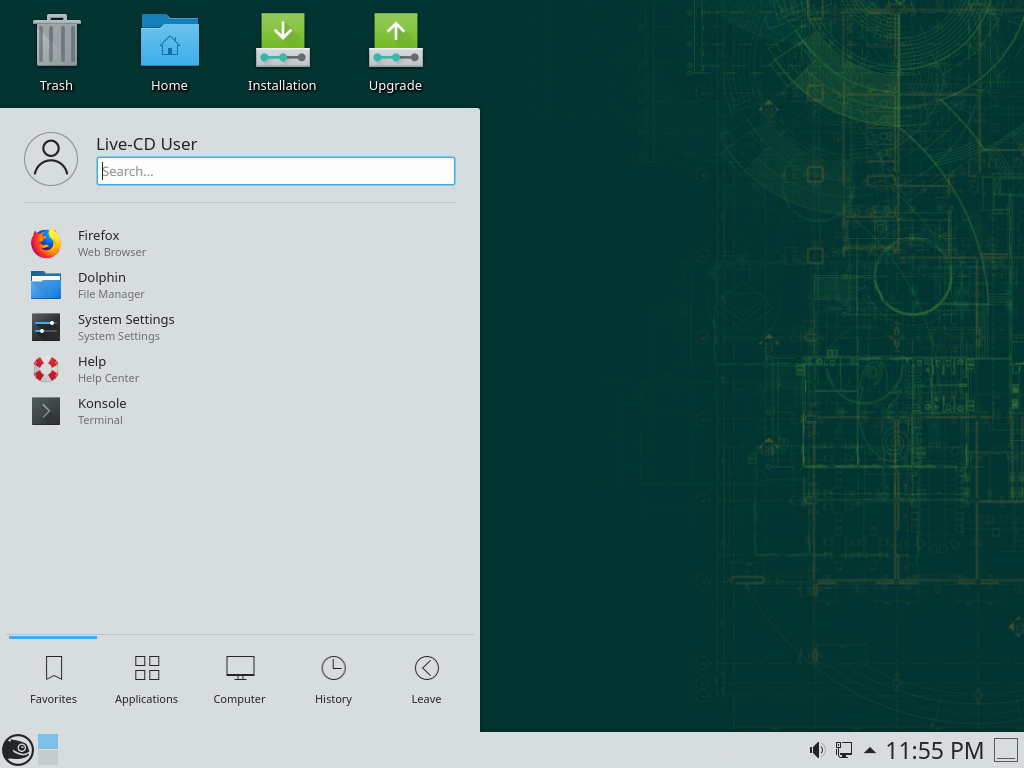 Trash
Home
Installation
Upgrade
Live-CD User
Search...
Firefox
Web Browser
Dolphin
File Manager
System Settings
System Settings
Help
Help Center
Konsole
Terminal
Favorites
Applications
Computer
History
Leave
11:55 PM